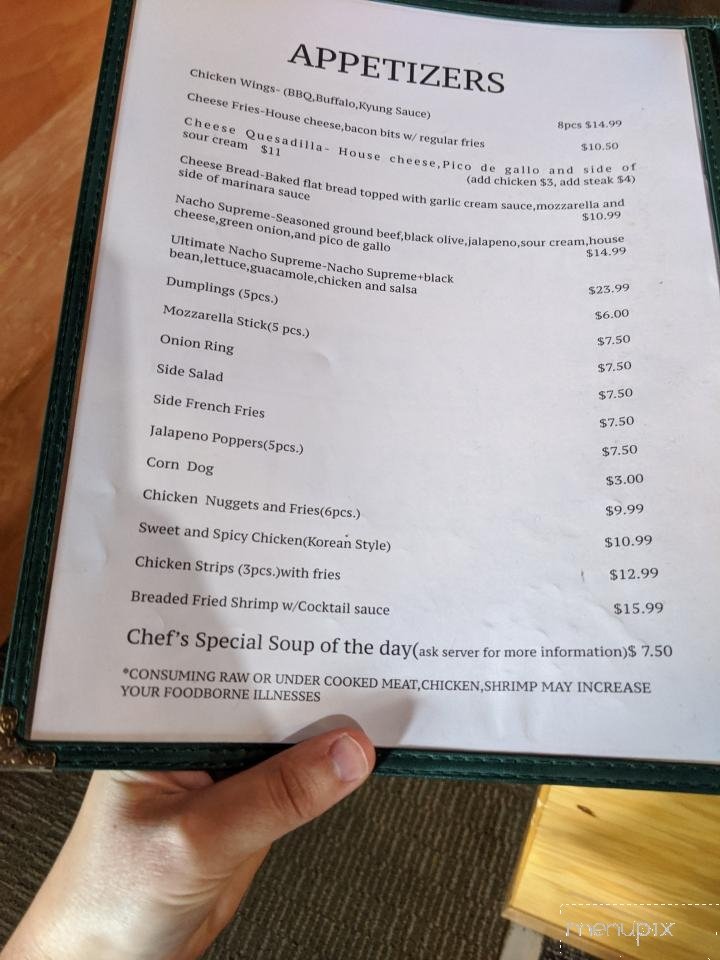 APPETIZERS
Chicken Wings- (BBQ,Buffalo,Kyung Sauce) 8pcs $14.99
Cheese Fries-House cheese,bacon bits w/ regular fries $10.50
Cheese Quesadilla- House cheese,Pico de gallo and side of
sour cream $11 (add chicken $3, add steak $4)
Cheese Bread-Baked flat bread topped with garlic cream sauce,mozzarella and
side of marinara sauce $10.99
Nacho Supreme-Seasoned ground beef,black olive,jalapeno,sour cream,house
cheese,green onion,and pico de gallo $14.99
Ultimate Nacho Supreme-Nacho Supreme+black
bean,lettuce,guacamole,chicken and salsa $23.99
Dumplings (5pcs.) $6.00
Mozzarella Stick(5 pcs.) $7.50
Onion Ring $7.50
Side Salad $7.50
Side French Fries $7.50
Jalapeno Poppers(5pcs.) $7.50
Corn Dog $3.00
Chicken Nuggets and Fries(6pcs.) $9.99
Sweet and Spicy Chicken(Korean Style) $10.99
Chicken Strips (3pcs.)with fries $12.99
Breaded Fried Shrimp w/Cocktail sauce $15.99
Chef's Special Soup of the day(ask server for more information)$ 7.50
*CONSUMING RAW OR UNDER COOKED MEAT,CHICKEN,SHRIMP MAY INCREASE
YOUR FOODBORNE ILLNESSES
menupix